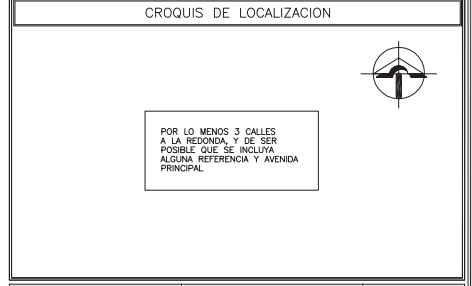 CROQUIS DE LOCALIZACION
POR LO MENOS 3 CALLES
A LA REDONDA, Y DE SER
POSIBLE QUE SE INCLUYA
ALGUNA REFERENCIA Y AVENIDA
PRINCIPAL